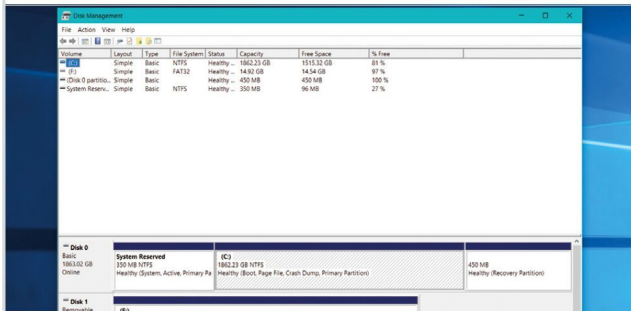 Disk Management
File Action View Help
Volume Layout Type File System Status Capacity Free Space % Free
(C:) Simple Basic NTFS Healthy ... 1862.23 GB 1515.32 GB 81 %
(F:) Simple Basic FAT32 Healthy ... 14.92 GB 14.54 GB 97 %
(Disk 0 partitio... Simple Basic Healthy ... 450 MB 450 MB 100 %
System Reserv... Simple Basic NTFS Healthy ... 350 MB 96 MB 27 %
Disk 0
Basic
1863.02 GB
Online
System Reserved
350 MB NTFS
Healthy (System, Active, Primary Pa
(C:)
1862.23 GB NTFS
Healthy (Boot, Page File, Crash Dump, Primary Partition)
450 MB
Healthy (Recovery Partition)
Disk 1
Removable